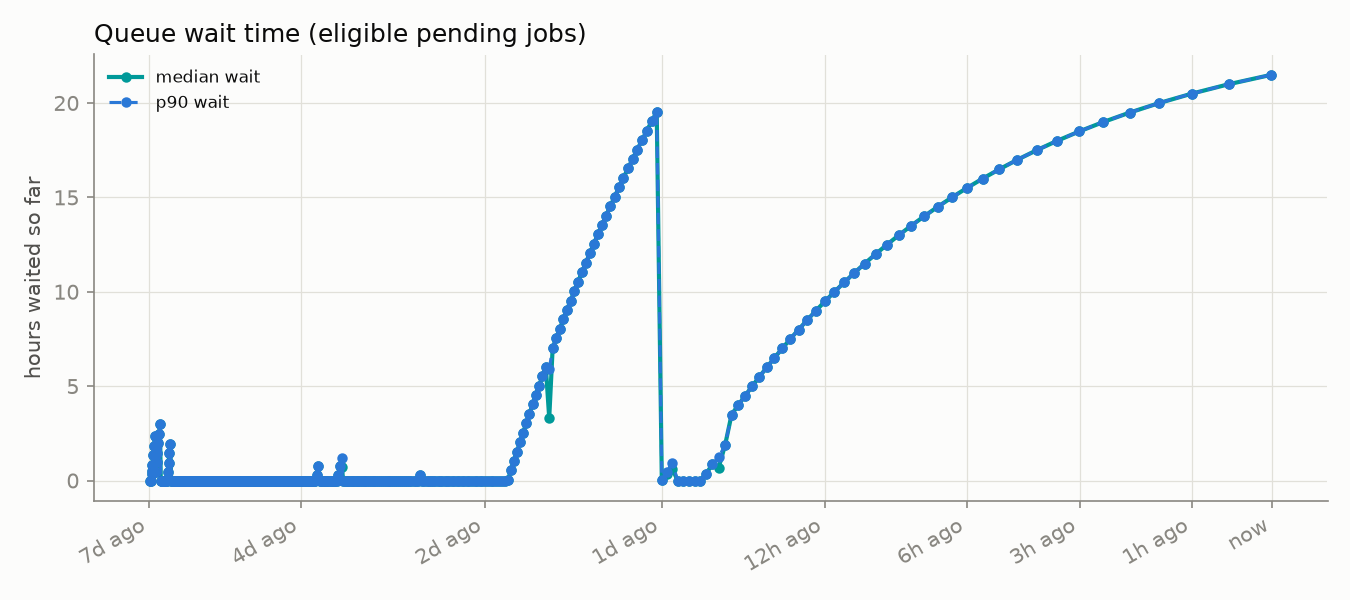 Queue wait time (eligible pending jobs)
median wait
p90 wait
hours waited so far
20
15
10
5
0
7d ago
4d ago
2d ago
1d ago
12h ago
6h ago
3h ago
1h ago
now